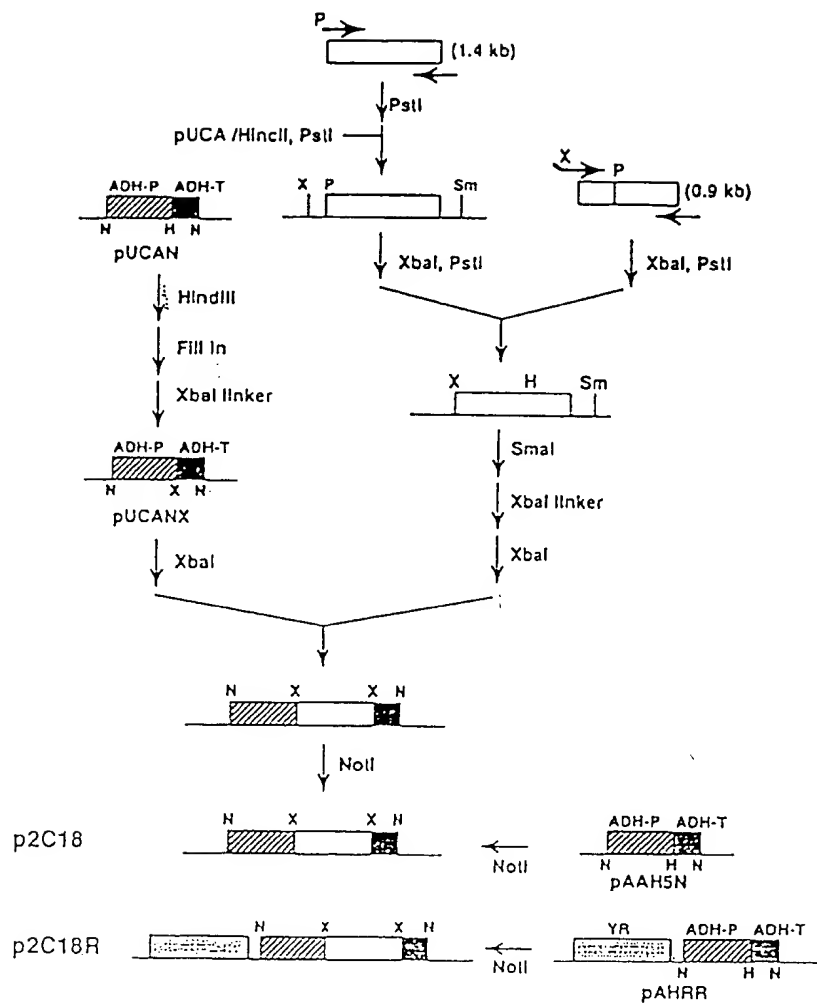 P
(1.4 kb)
PstI
pUCA /HincII, PstI
X P Sm
X P
(0.9 kb)
ADH-P ADH-T
N H N
pUCAN
XbaI, PstI
XbaI, PstI
HindIII
Fill In
XbaI linker
X H Sm
ADH-P ADH-T
N X N
pUCANX
SmaI
XbaI linker
XbaI
XbaI
N X X N
NotI
p2C18
N X X N
NotI
ADH-P ADH-T
N H N
pAAH5N
p2C18R
N X X N
NotI
YR ADH-P ADH-T
N H N
pAHRR